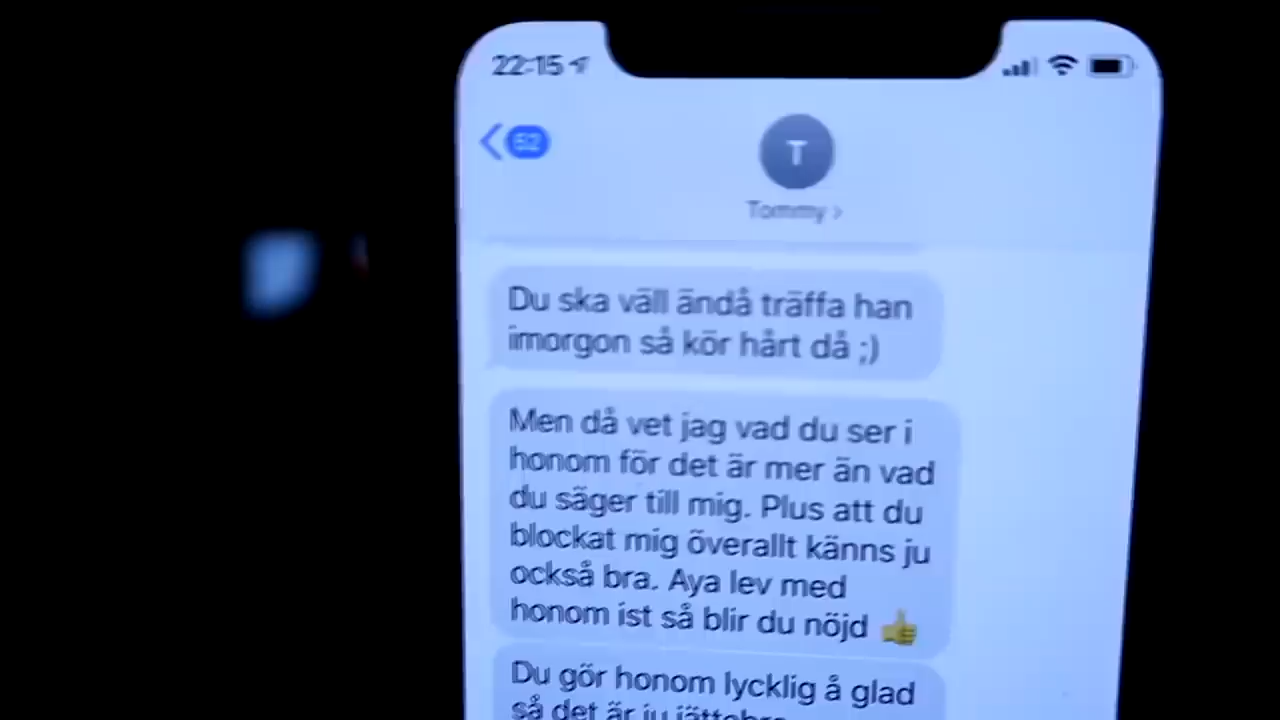 22:15
62
T
Tommy >
Du ska väll ändå träffa han
imorgon så kör hårt då ;)
Men då vet jag vad du ser i
honom för det är mer än vad
du säger till mig. Plus att du
blockat mig överallt känns ju
också bra. Aya lev med
honom ist så blir du nöjd 👍
Du gör honom lycklig å glad
så det är ju jättebra